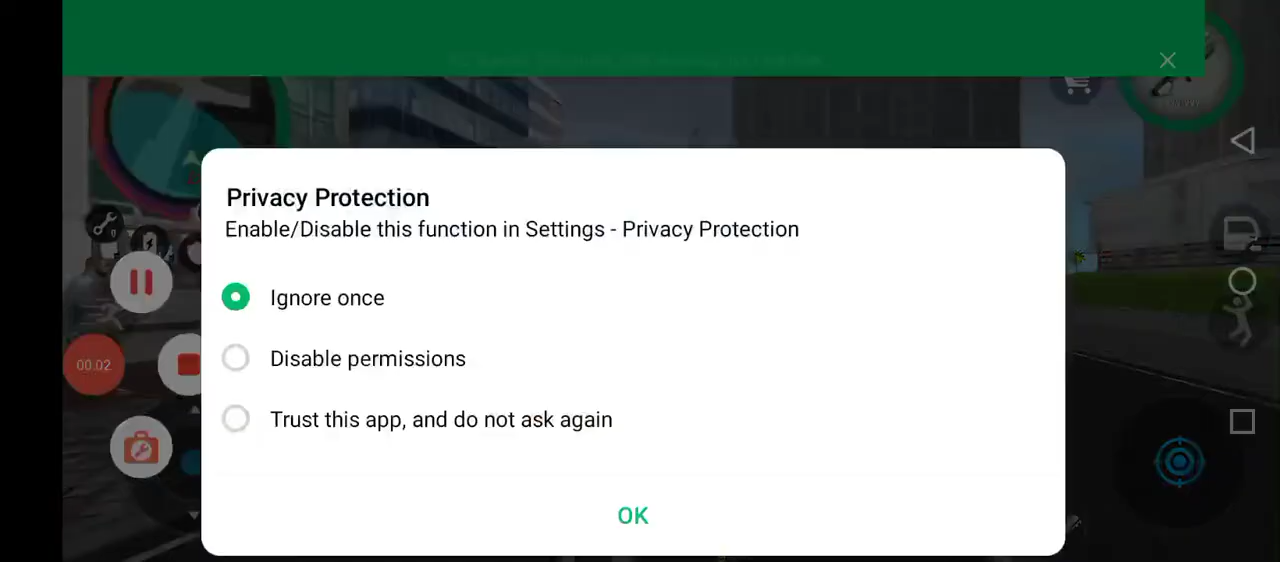 Privacy Protection
Enable/Disable this function in Settings - Privacy Protection
Ignore once
Disable permissions
00:02
Trust this app, and do not ask again
OK